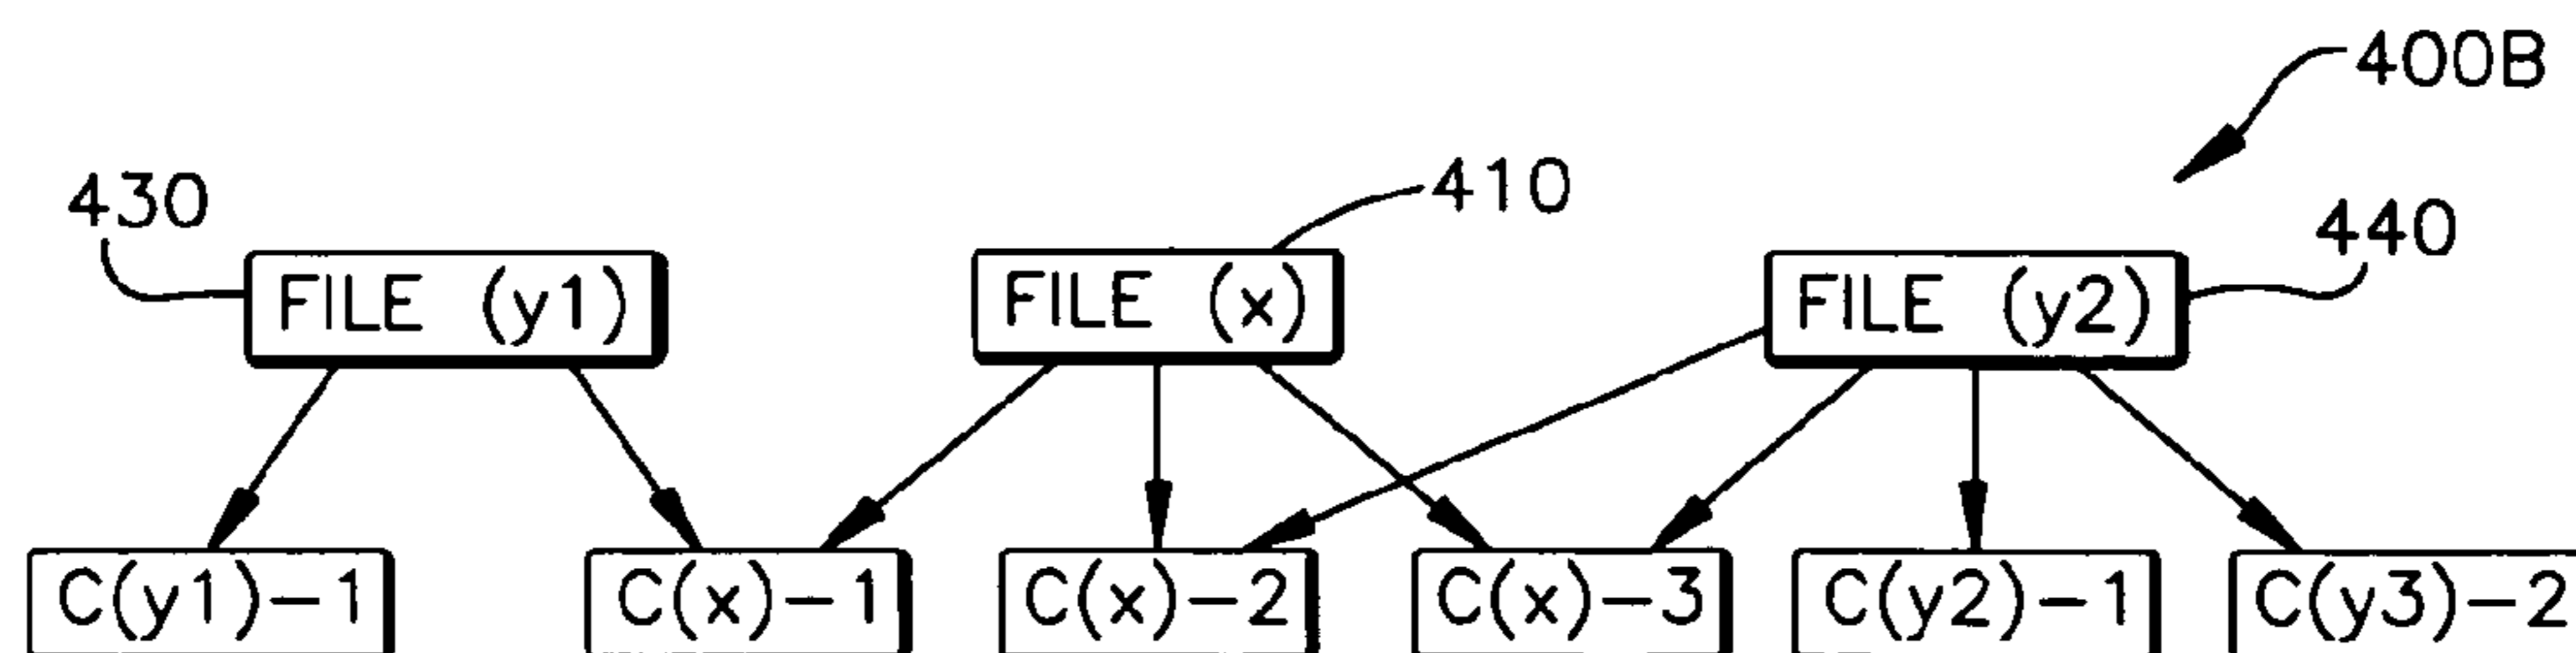 400B
430
410
440
FILE (y1)
FILE (x)
FILE (y2)
C(y1)-1
C(x)-1
C(x)-2
C(x)-3
C(y2)-1
C(y3)-2